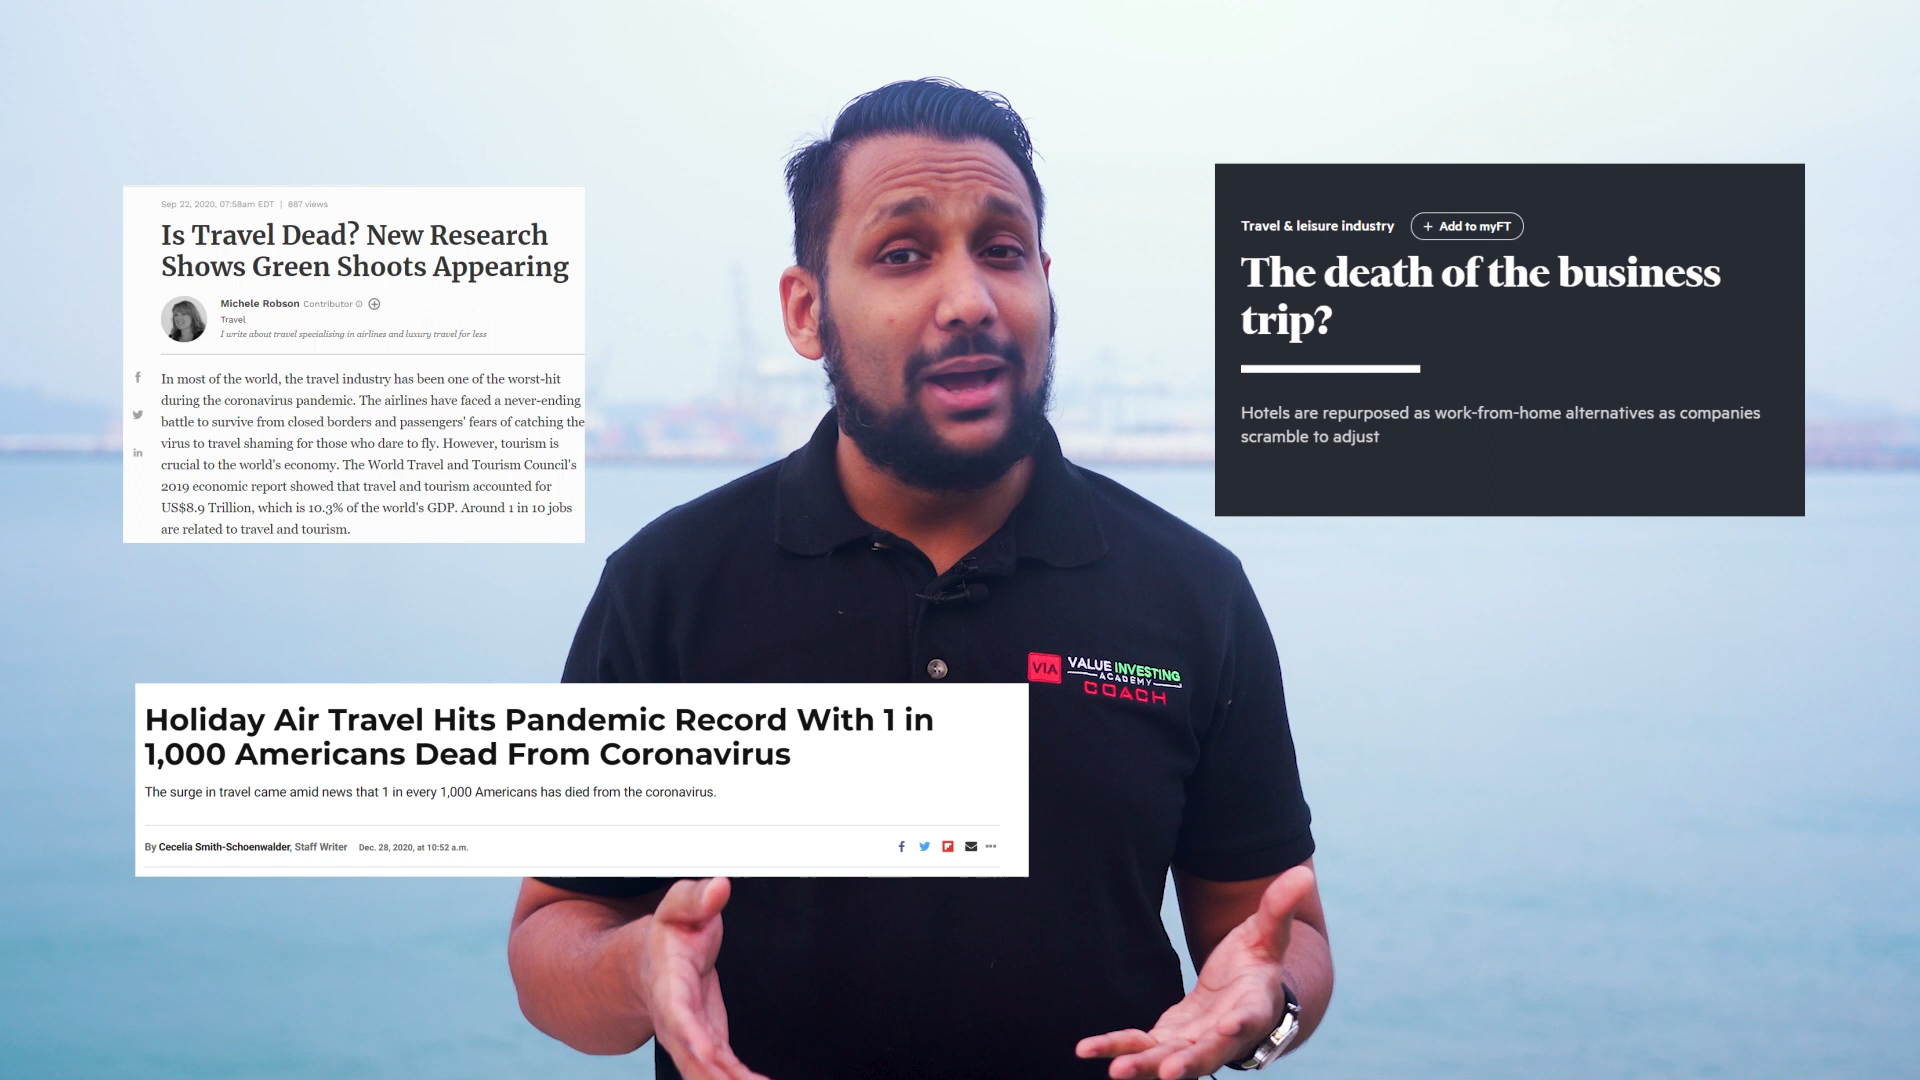 Sep 22, 2020, 07:58am EDT | 887 views
Is Travel Dead? New Research
Shows Green Shoots Appearing
Michele Robson Contributor
Travel
I write about travel specialising in airlines and luxury travel for less
In most of the world, the travel industry has been one of the worst-hit
during the coronavirus pandemic. The airlines have faced a never-ending
battle to survive from closed borders and passengers' fears of catching the
virus to travel shaming for those who dare to fly. However, tourism is
crucial to the world's economy. The World Travel and Tourism Council's
2019 economic report showed that travel and tourism accounted for
US$8.9 Trillion, which is 10.3% of the world's GDP. Around 1 in 10 jobs
are related to travel and tourism.
Travel & leisure industry + Add to myFT
The death of the business
trip?
Hotels are repurposed as work-from-home alternatives as companies
scramble to adjust
VIA VALUE INVESTING
ACADEMY
COACH
Holiday Air Travel Hits Pandemic Record With 1 in
1,000 Americans Dead From Coronavirus
The surge in travel came amid news that 1 in every 1,000 Americans has died from the coronavirus.
By Cecelia Smith-Schoenwalder, Staff Writer Dec. 28, 2020, at 10:52 a.m.